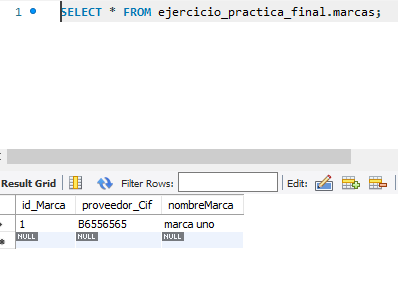 1 SELECT * FROM ejercicio_practica_final.marcas;
Result Grid Filter Rows: Edit:
id_Marca proveedor_Cif nombreMarca
1 B6556565 marca uno
NULL NULL NULL